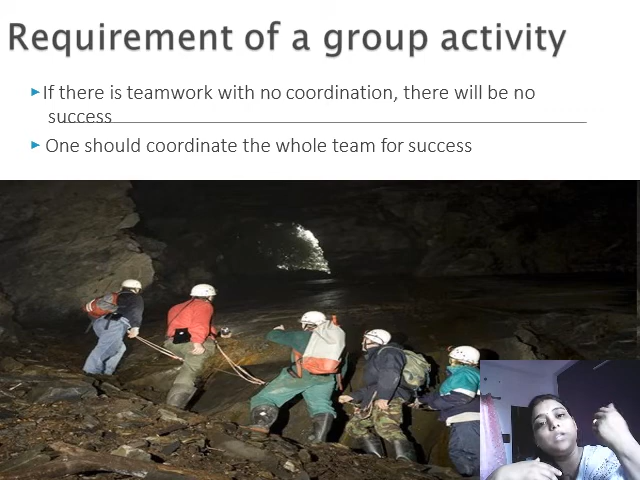 Requirement of a group activity
If there is teamwork with no coordination, there will be no
success
One should coordinate the whole team for success